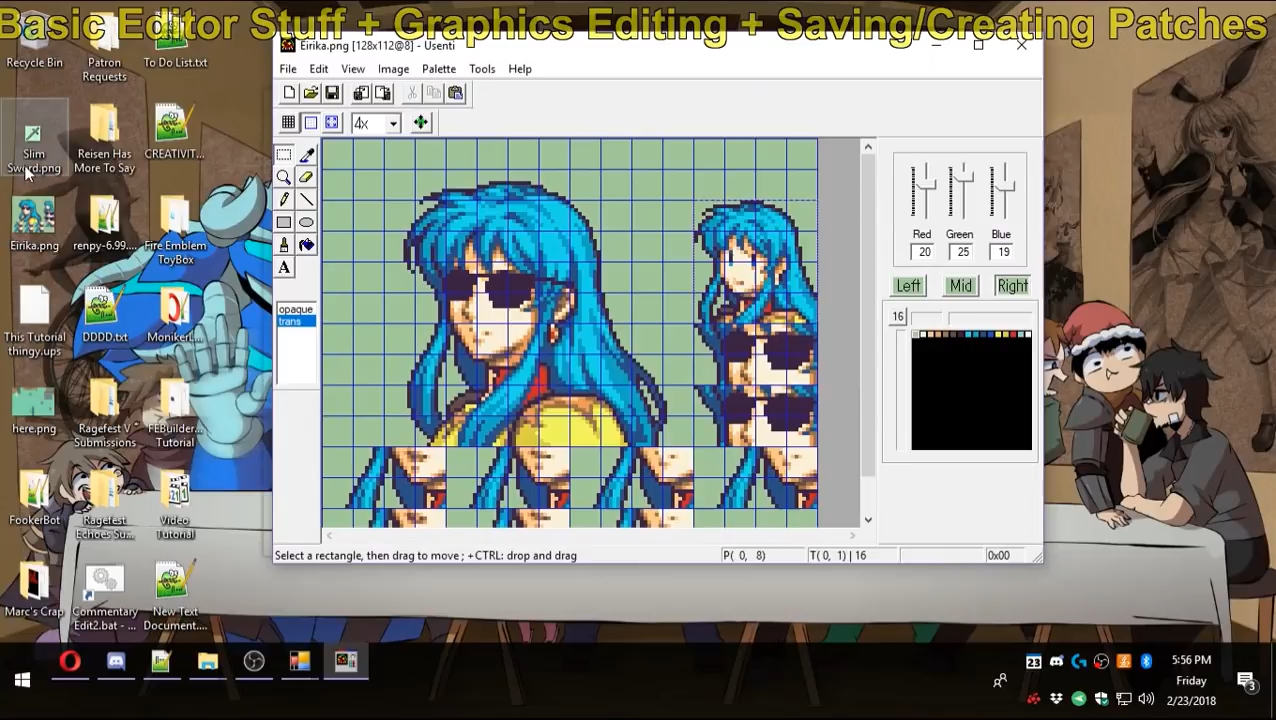 Basic Editor Stuff + Graphics Editing + Saving/Creating Patches
Eirika.png [128x112@8] - Usenti
File Edit View Image Palette Tools Help
4x
A
opaque
trans
Red Green Blue
20 25 19
Left Mid Right
16
Select a rectangle, then drag to move ; +CTRL: drop and drag
P( 0, 8)
T( 0, 1) | 16
0x00
Recycle Bin
Patron
Requests
To Do List.txt
Slim
Sword.png
Reisen Has
More To Say
CREATIVIT...
Eirika.png
renpy-6.99....
Fire Emblem
ToyBox
This Tutorial
thingy.ups
DDDD.txt
MonikerL...
here.png
Ragefest V
Submissions
FEBuilder...
Tutorial
FookerBot
Ragefest
Echoes Su...
Video
Tutorial
Marc's Crap
Commentary
Edit2.bat - ...
New Text
Document....
23
5:56 PM
Friday
2/23/2018
3